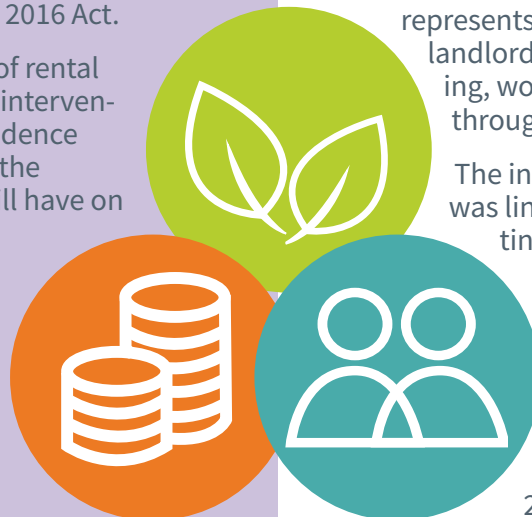 2016 Act.
of rental
interven-
dence
the
ll have on
represents
landlord
ing, wo
throug
The in
was lin
tin
2